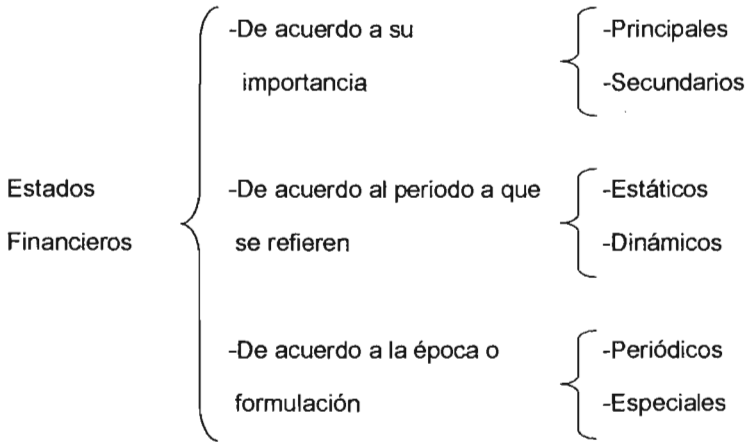 Estados
Financieros
-De acuerdo a su
importancia
-Principales
-Secundarios
-De acuerdo al periodo a que
se refieren
-Estáticos
-Dinámicos
-De acuerdo a la época o
formulación
-Periódicos
-Especiales